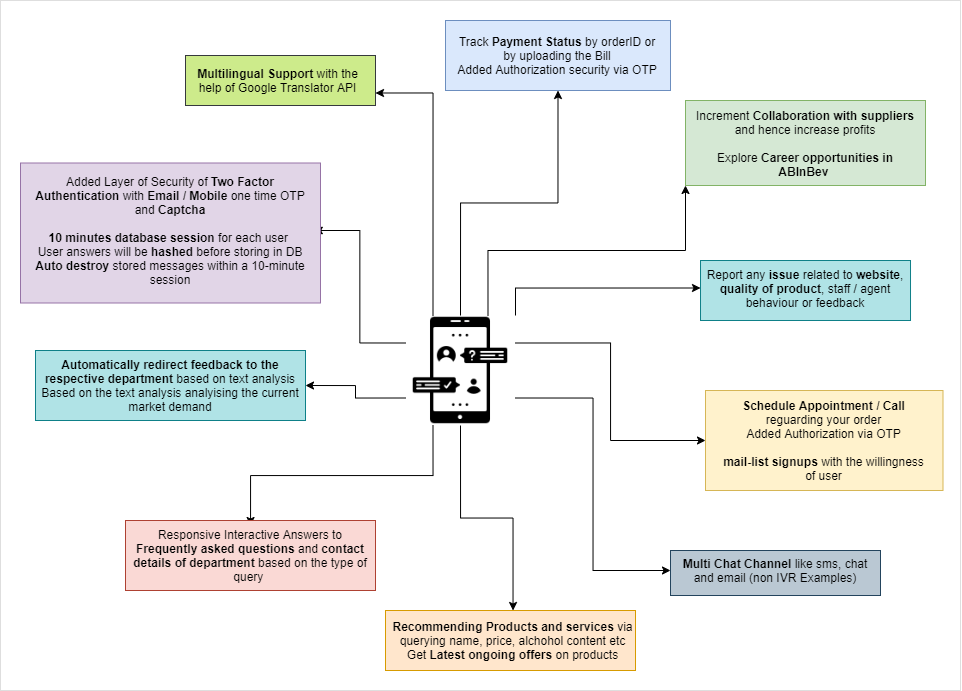 Track Payment Status by orderID or
by uploading the Bill
Added Authorization security via OTP
Multilingual Support with the
help of Google Translator API
Increment Collaboration with suppliers
and hence increase profits
Explore Career opportunities in
ABInBev
Added Layer of Security of Two Factor
Authentication with Email / Mobile one time OTP
and Captcha
10 minutes database session for each user
User answers will be hashed before storing in DB
Auto destroy stored messages within a 10-minute
session
Report any issue related to website,
quality of product, staff / agent
behaviour or feedback
Automatically redirect feedback to the
respective department based on text analysis
Based on the text analysis analyising the current
market demand
Schedule Appointment / Call
reguarding your order
Added Authorization via OTP
mail-list signups with the willingness
of user
Responsive Interactive Answers to
Frequently asked questions and contact
details of department based on the type of
query
Multi Chat Channel like sms, chat
and email (non IVR Examples)
Recommending Products and services via
querying name, price, alchohol content etc
Get Latest ongoing offers on products